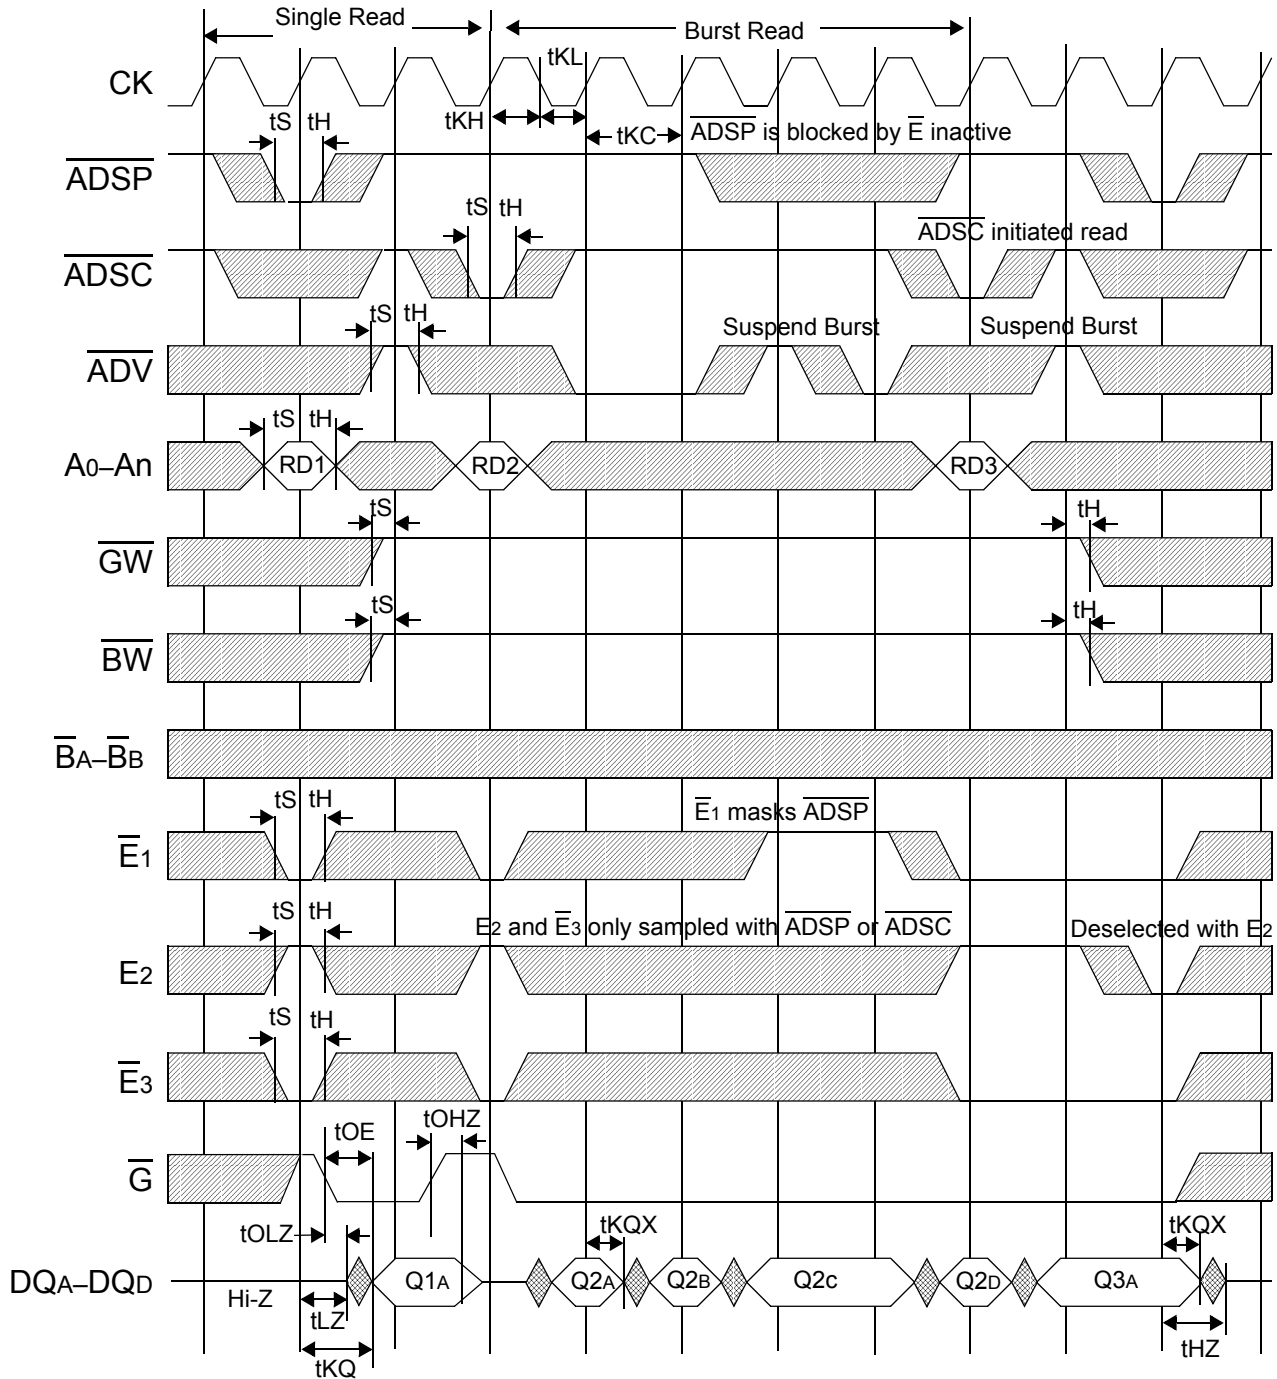 Single Read
Burst Read
CK
tKL
tS tH
tKH
tKC
ADSP is blocked by E inactive
ADSP
tS tH
ADSC initiated read
ADSC
tS tH
Suspend Burst
Suspend Burst
ADV
tS tH
A0–An
RD1
RD2
RD3
tS
tH
GW
tS
tH
BW
BA–BB
tS tH
E1 masks ADSP
E1
tS tH
E2 and E3 only sampled with ADSP or ADSC
Deselected with E2
E2
tS tH
E3
tOE
tOHZ
G
tOLZ
tKQX
tKQX
DQA–DQD
Q1A
Q2A
Q2B
Q2c
Q2D
Q3A
Hi-Z
tLZ
tHZ
tKQ